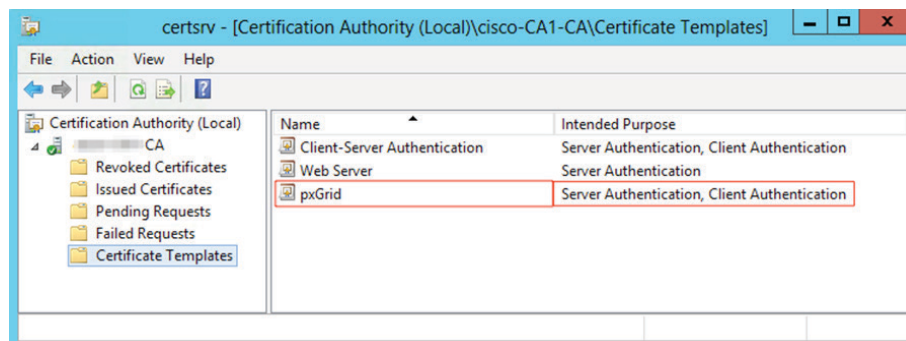 certsrv - [Certification Authority (Local)\cisco-CA1-CA\Certificate Templates]
File Action View Help
Certification Authority (Local)
CA
Revoked Certificates
Issued Certificates
Pending Requests
Failed Requests
Certificate Templates
Name Intended Purpose
Client-Server Authentication Server Authentication, Client Authentication
Web Server Server Authentication
pxGrid Server Authentication, Client Authentication